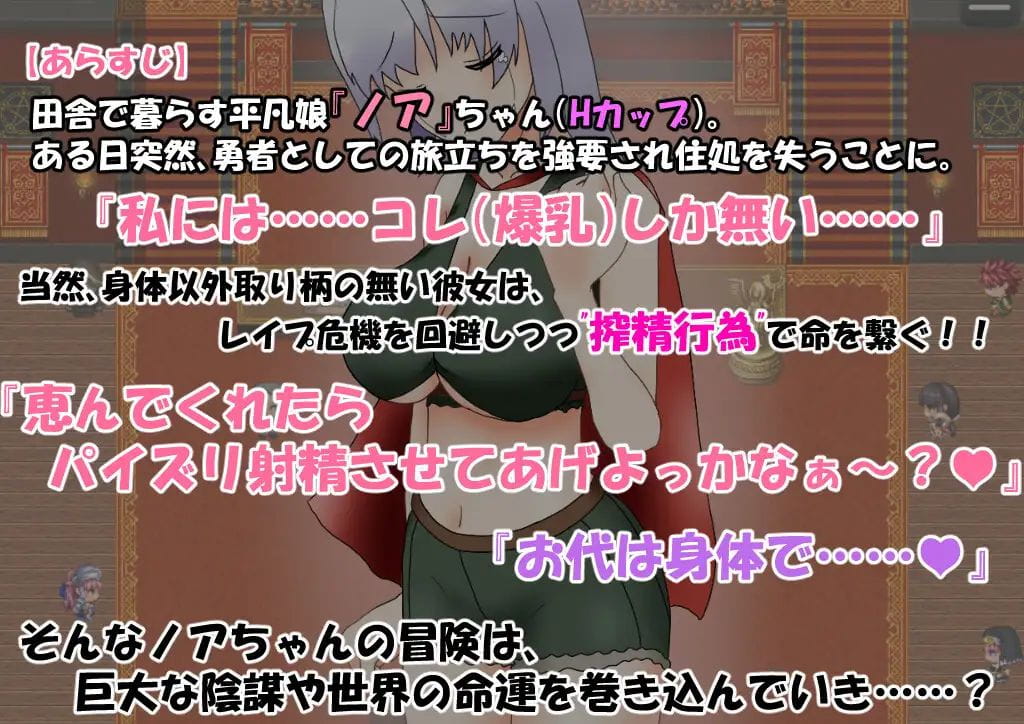 【あらすじ】
田舎で暮らす平凡娘『ノア』ちゃん(Hカップ)。
ある日突然、勇者としての旅立ちを強要され住処を失うことに。
『私には……コレ(爆乳)しか無い……』
当然、身体以外取り柄の無い彼女は、
レイプ危機を回避しつつ"搾精行為"で命を繋ぐ！！
『恵んでくれたら
パイズリ射精させてあげよっかなぁ～？♥』
『お代は身体で……♥』
そんなノアちゃんの冒険は、
巨大な陰謀や世界の命運を巻き込んでいき……？